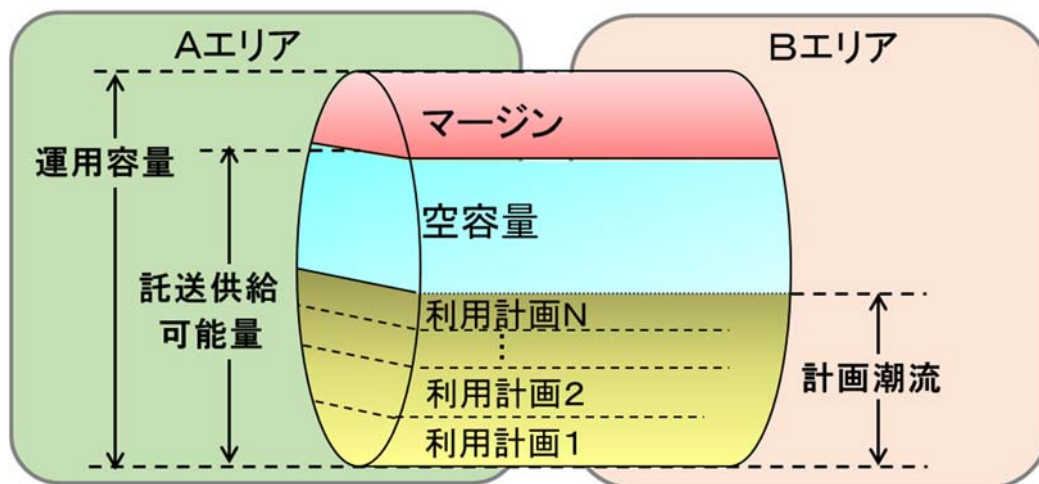 Aエリア
Bエリア
マージン
運用容量
空容量
託送供給
可能量
利用計画N
利用計画2
計画潮流
利用計画1